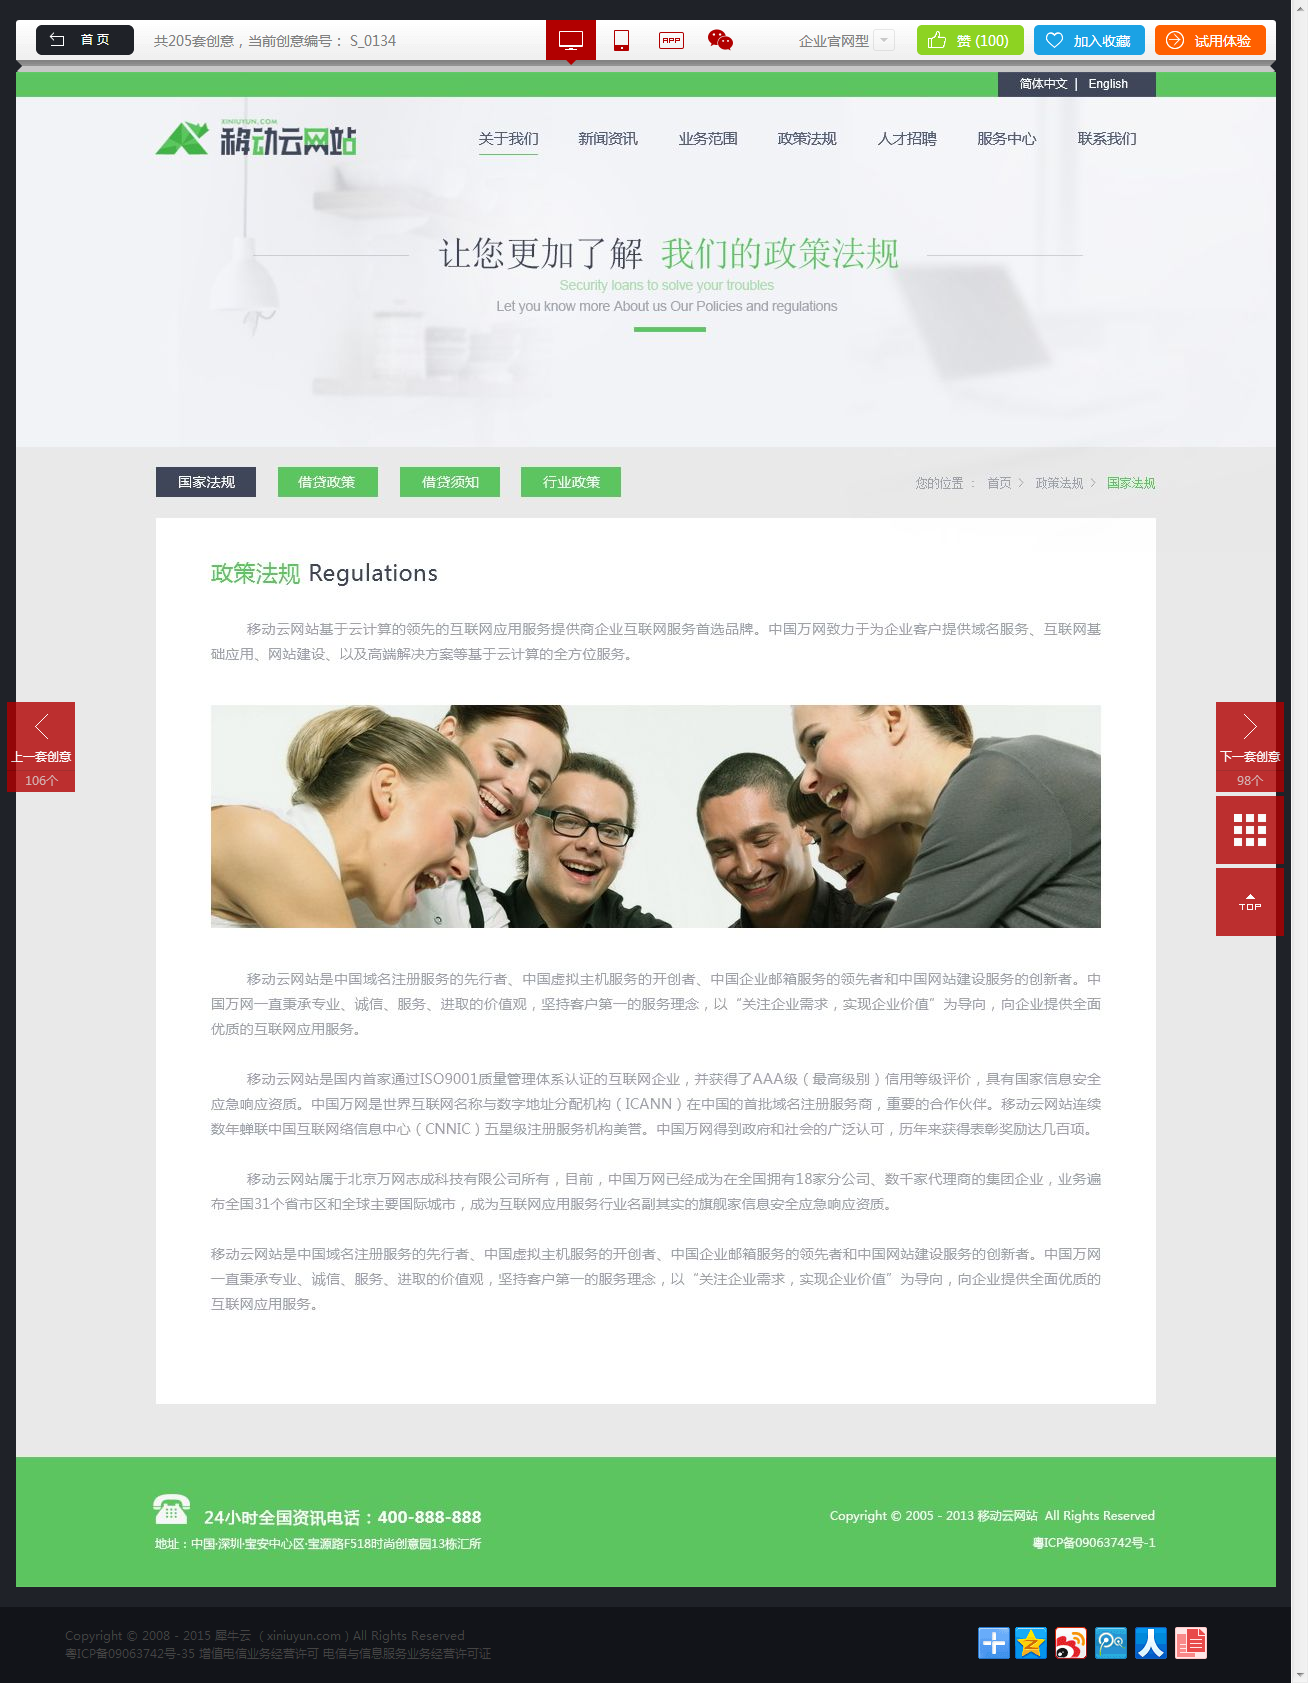 首 页
共205套创意，当前创意编号： S_0134
APP
企业官网型
赞 (100)
加入收藏
试用体验
简体中文 | English
XINIUYUN.COM
移动云网站
关于我们
新闻资讯
业务范围
政策法规
人才招聘
服务中心
联系我们
让您更加了解 我们的政策法规
Security loans to solve your troubles
Let you know more About us Our Policies and regulations
国家法规
借贷政策
借贷须知
行业政策
您的位置 ： 首页 > 政策法规 > 国家法规
政策法规 Regulations
移动云网站基于云计算的领先的互联网应用服务提供商企业互联网服务首选品牌。中国万网致力于为企业客户提供域名服务、互联网基
础应用、网站建设、以及高端解决方案等基于云计算的全方位服务。
上一套创意
106个
下一套创意
98个
TOP
移动云网站是中国域名注册服务的先行者、中国虚拟主机服务的开创者、中国企业邮箱服务的领先者和中国网站建设服务的创新者。中
国万网一直秉承专业、诚信、服务、进取的价值观，坚持客户第一的服务理念，以“关注企业需求，实现企业价值”为导向，向企业提供全面
优质的互联网应用服务。
移动云网站是国内首家通过ISO9001质量管理体系认证的互联网企业，并获得了AAA级（最高级别）信用等级评价，具有国家信息安全
应急响应资质。中国万网是世界互联网名称与数字地址分配机构（ICANN）在中国的首批域名注册服务商，重要的合作伙伴。移动云网站连续
数年蝉联中国互联网络信息中心（CNNIC）五星级注册服务机构美誉。中国万网得到政府和社会的广泛认可，历年来获得表彰奖励达几百项。
移动云网站属于北京万网志成科技有限公司所有，目前，中国万网已经成为在全国拥有18家分公司、数千家代理商的集团企业，业务遍
布全国31个省市区和全球主要国际城市，成为互联网应用服务行业名副其实的旗舰家信息安全应急响应资质。
移动云网站是中国域名注册服务的先行者、中国虚拟主机服务的开创者、中国企业邮箱服务的领先者和中国网站建设服务的创新者。中国万网
一直秉承专业、诚信、服务、进取的价值观，坚持客户第一的服务理念，以“关注企业需求，实现企业价值”为导向，向企业提供全面优质的
互联网应用服务。
24小时全国资讯电话：400-888-888
地址：中国·深圳·宝安中心区·宝源路F518时尚创意园13栋汇所
Copyright © 2005 - 2013 移动云网站 All Rights Reserved
粤ICP备09063742号-1
Copyright © 2008 - 2015 犀牛云（xiniuyun.com）All Rights Reserved
粤ICP备09063742号-35 增值电信业务经营许可 电信与信息服务业务经营许可证